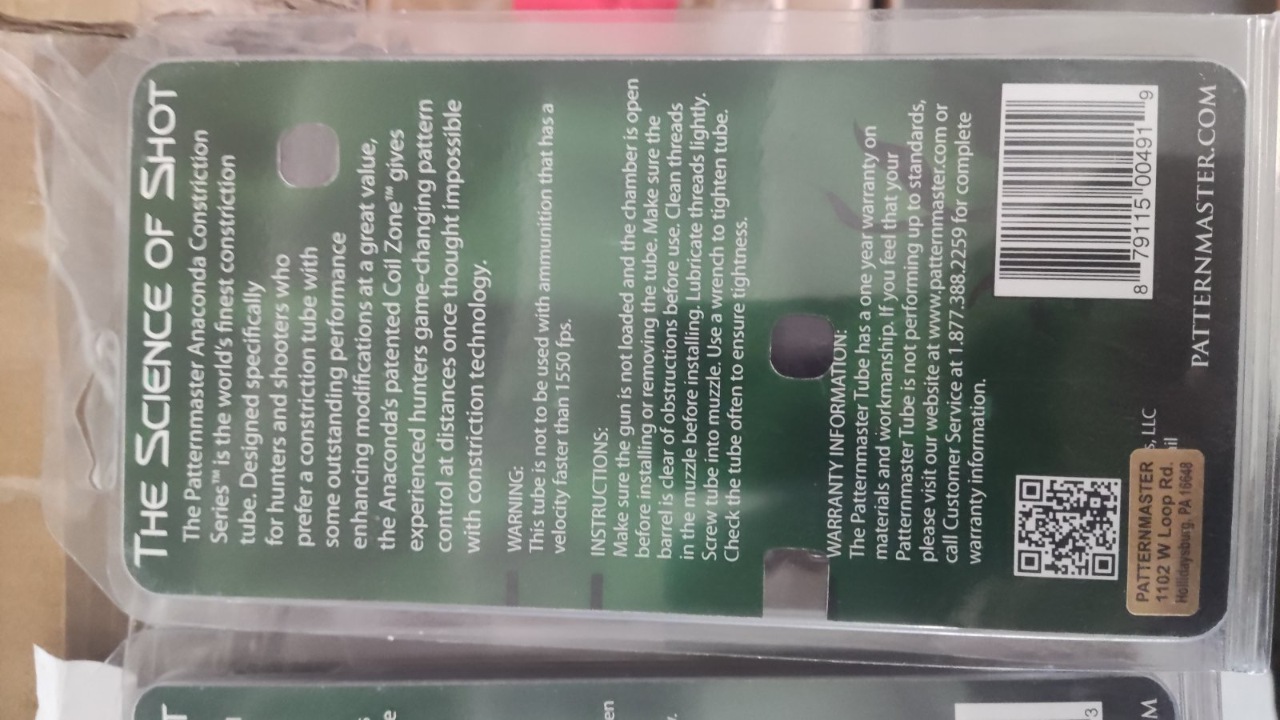 THE SCIENCE OF SHOT
The Patternmaster Anaconda Constriction
Series™ is the world's finest constriction
tube. Designed specifically
for hunters and shooters who
prefer a constriction tube with
some outstanding performance
enhancing modifications at a great value,
the Anaconda's patented Coil Zone™ gives
experienced hunters game-changing pattern
control at distances once thought impossible
with constriction technology.
WARNING:
This tube is not to be used with ammunition that has a
velocity faster than 1550 fps.
INSTRUCTIONS:
Make sure the gun is not loaded and the chamber is open
before installing or removing the tube. Make sure the
barrel is clear of obstructions before use. Clean threads
in the muzzle before installing. Lubricate threads lightly.
Screw tube into muzzle. Use a wrench to tighten tube.
Check the tube often to ensure tightness.
WARRANTY INFORMATION:
The Patternmaster Tube has a one year warranty on
materials and workmanship. If you feel that your
Patternmaster Tube is not performing up to standards,
please visit our website at www.patternmaster.com or
call Customer Service at 1.877.388.2259 for complete
warranty information.
8 79115 00491 9
PATTERNMASTER
1102 W Loop Rd.
Hollidaysburg, PA 16648
LLC
PATTERNMASTER.COM